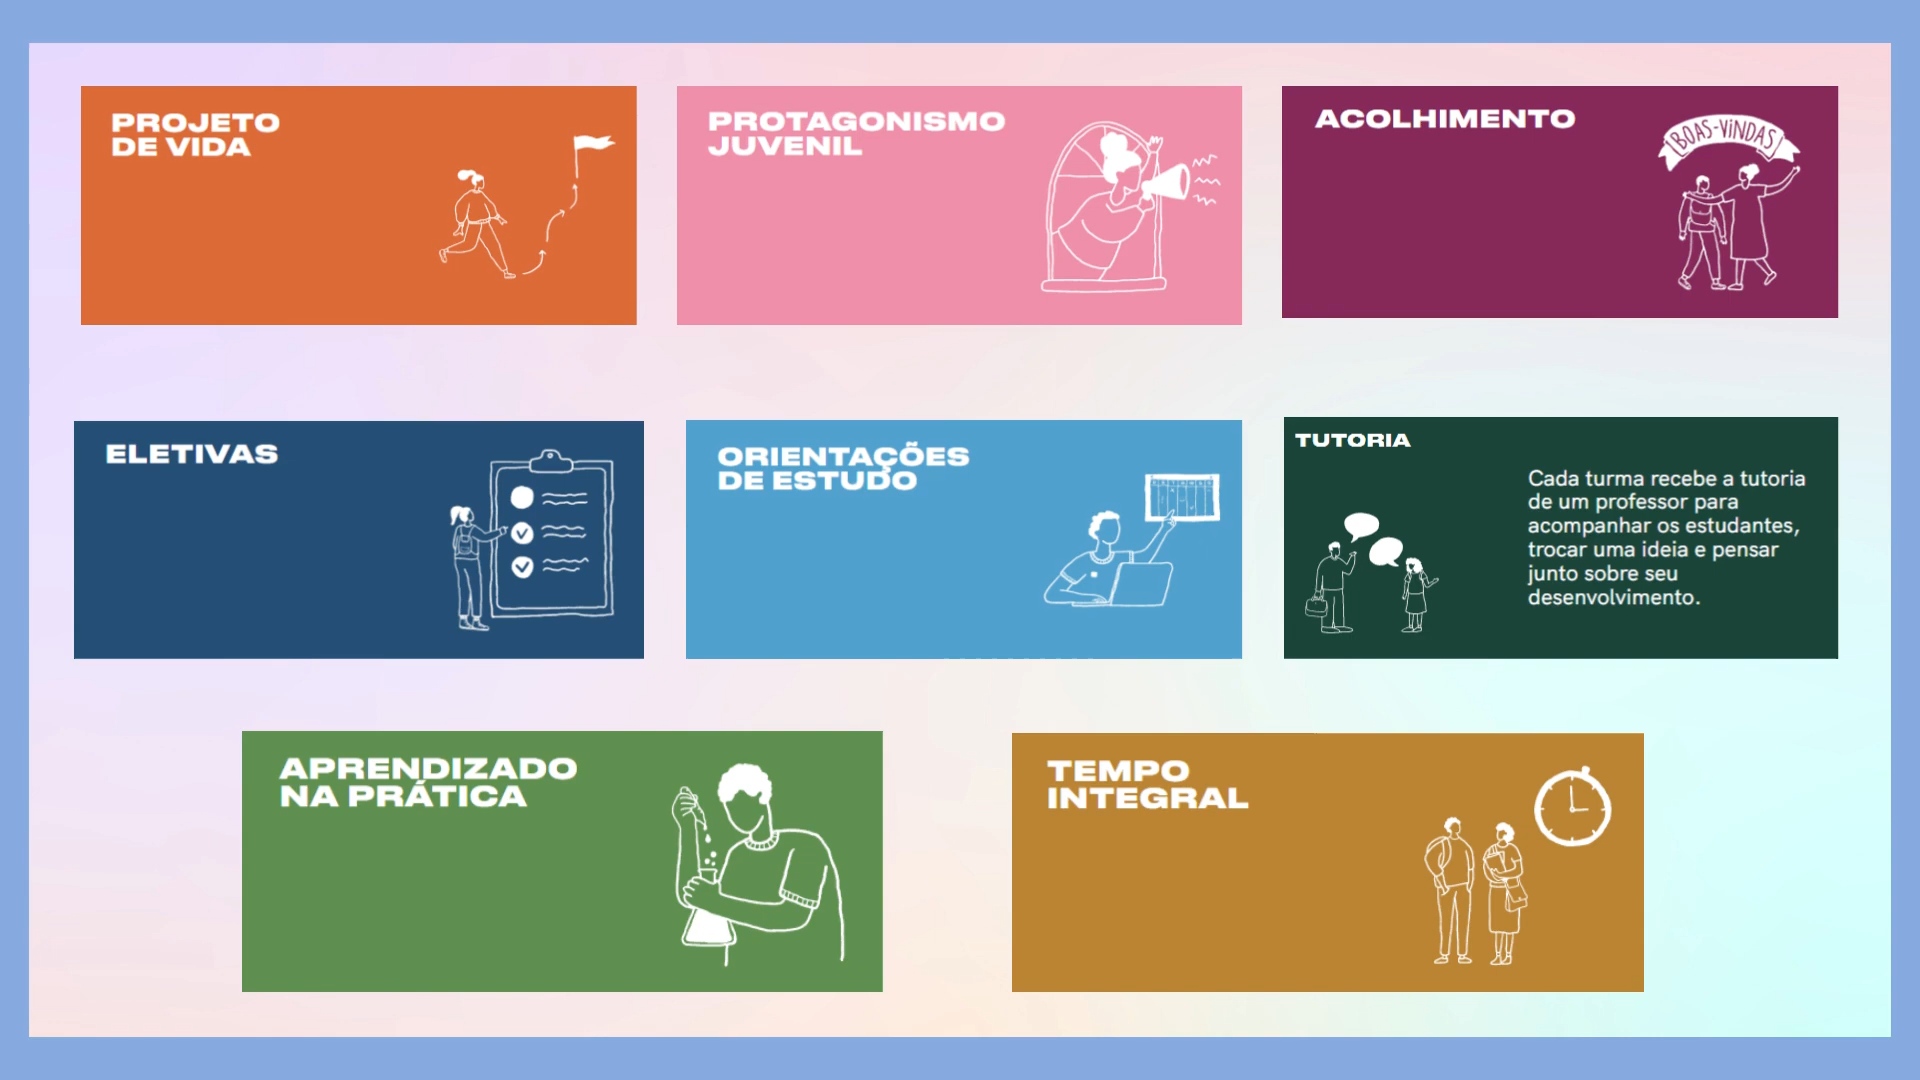 PROJETO
DE VIDA
PROTAGONISMO
JUVENIL
ACOLHIMENTO
BOAS-VINDAS
ELETIVAS
ORIENTAÇÕES
DE ESTUDO
TUTORIA
Cada turma recebe a tutoria
de um professor para
acompanhar os estudantes,
trocar uma ideia e pensar
junto sobre seu
desenvolvimento.
APRENDIZADO
NA PRÁTICA
TEMPO
INTEGRAL